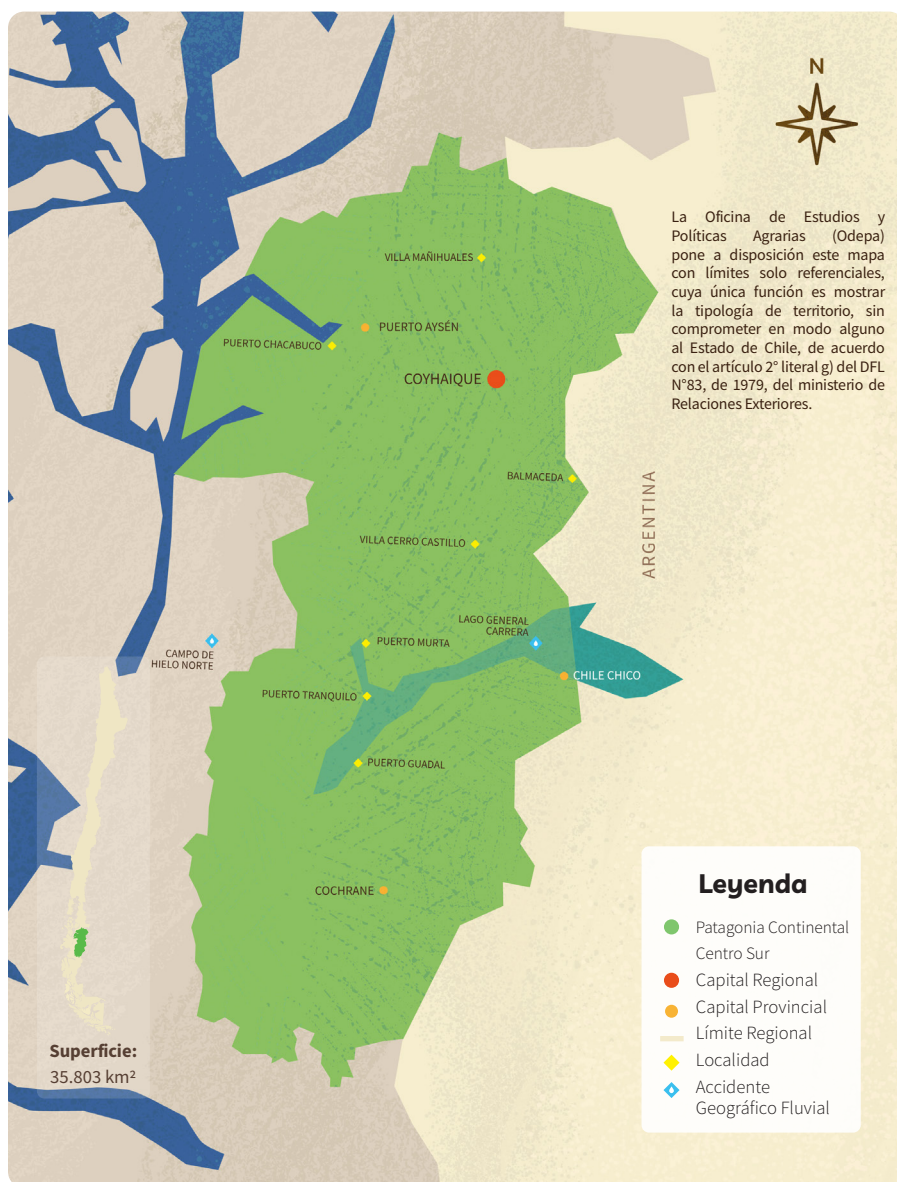 N
La Oficina de Estudios y
Políticas Agrarias (Odepa)
pone a disposición este mapa
con límites solo referenciales,
cuya única función es mostrar
la tipología de territorio, sin
comprometer en modo alguno
al Estado de Chile, de acuerdo
con el artículo 2° literal g) del DFL
N°83, de 1979, del ministerio de
Relaciones Exteriores.
VILLA MAÑIHUALES
PUERTO AYSÉN
PUERTO CHACABUCO
COYHAIQUE
BALMACEDA
ARGENTINA
VILLA CERRO CASTILLO
LAGO GENERAL
CARRERA
PUERTO MURTA
CAMPO DE
HIELO NORTE
CHILE CHICO
PUERTO TRANQUILO
PUERTO GUADAL
COCHRANE
Leyenda
Patagonia Continental
Centro Sur
Capital Regional
Capital Provincial
Límite Regional
Localidad
Accidente
Geográfico Fluvial
Superficie:
35.803 km²